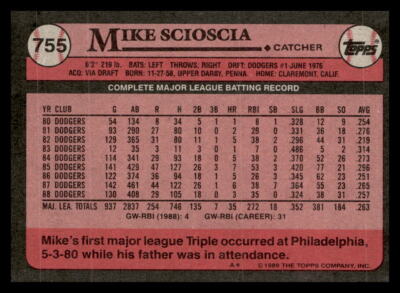 755
MIKE SCIOSCIA
CATCHER
TOPPS
6'2" 219 lb. BATS: LEFT THROWS: RIGHT DRFT: DODGERS #1-JUNE 1976
ACQ: VIA DRAFT BORN: 11-27-58, UPPER DARBY, PENNA. HOME: CLAREMONT, CALIF.
COMPLETE MAJOR LEAGUE BATTING RECORD
YR CLUB G AB R H 2B 3B HR RBI SB SLG BB SO AVG
80 DODGERS 54 134 8 34 5 1 1 8 1 .328 12 9 .254
81 DODGERS 93 290 27 80 10 0 2 29 0 .331 36 18 .276
82 DODGERS 129 365 31 80 11 1 5 38 2 .296 44 31 .219
83 DODGERS 12 35 3 11 3 0 1 7 0 .486 5 2 .314
84 DODGERS 114 341 29 93 18 0 5 38 2 .370 52 26 .273
85 DODGERS 141 429 47 127 26 3 7 53 3 .420 77 21 .296
86 DODGERS 122 374 36 94 18 1 5 26 3 .345 62 23 .251
87 DODGERS 142 461 44 122 26 1 6 38 7 .364 55 23 .265
88 DODGERS 130 408 29 105 18 0 3 35 0 .324 38 31 .257
MAJ. LEA. TOTALS 937 2837 254 746 135 7 35 272 18 .352 381 184 .263
GW-RBI (1988): 4 GW-RBI (CAREER): 31
Mike's first major league Triple occurred at Philadelphia,
5-3-80 while his father was in attendance.
A* © 1989 THE TOPPS COMPANY, INC.